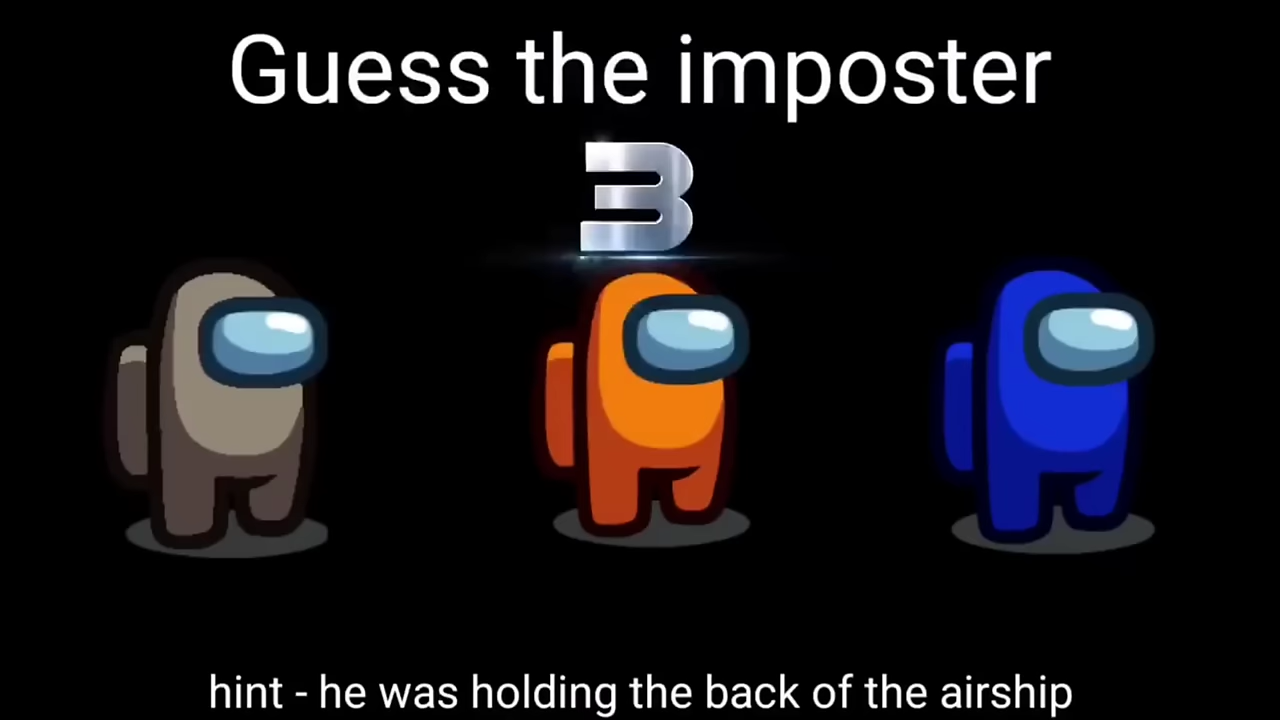 Guess the imposter
3
hint - he was holding the back of the airship